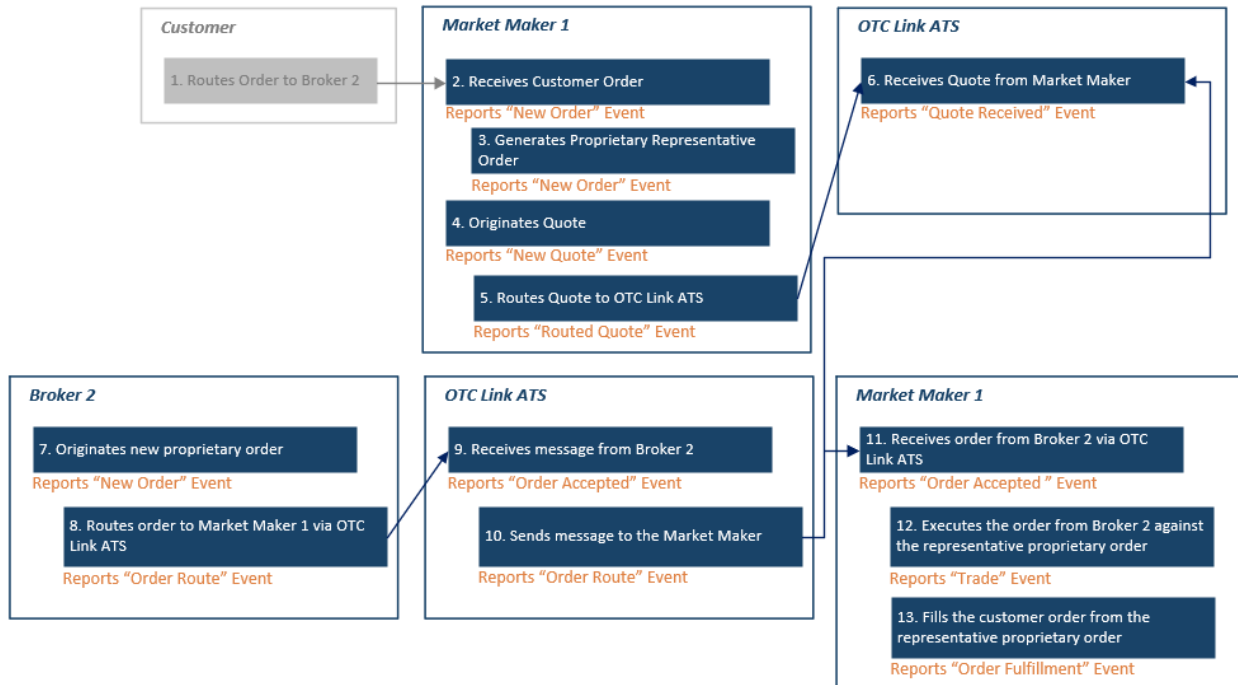 Customer
1. Routes Order to Broker 2
Market Maker 1
2. Receives Customer Order
Reports “New Order” Event
3. Generates Proprietary Representative
Order
Reports “New Order” Event
4. Originates Quote
Reports “New Quote” Event
5. Routes Quote to OTC Link ATS
Reports “Routed Quote” Event
OTC Link ATS
6. Receives Quote from Market Maker
Reports “Quote Received” Event
Broker 2
7. Originates new proprietary order
Reports “New Order” Event
8. Routes order to Market Maker 1 via OTC
Link ATS
Reports “Order Route” Event
OTC Link ATS
9. Receives message from Broker 2
Reports “Order Accepted” Event
10. Sends message to the Market Maker
Reports “Order Route” Event
Market Maker 1
11. Receives order from Broker 2 via OTC
Link ATS
Reports “Order Accepted ” Event
12. Executes the order from Broker 2 against
the representative proprietary order
Reports “Trade” Event
13. Fills the customer order from the
representative proprietary order
Reports “Order Fulfillment” Event